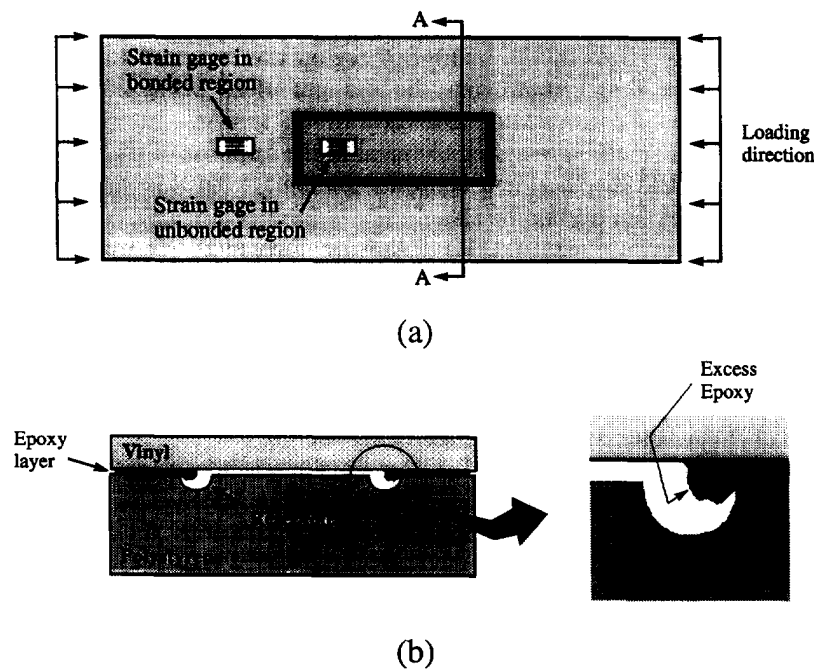 A
Strain gage in
bonded region
Loading
direction
Strain gage in
unbonded region
A
(a)
Excess
Epoxy
Epoxy
layer
Vinyl
(b)